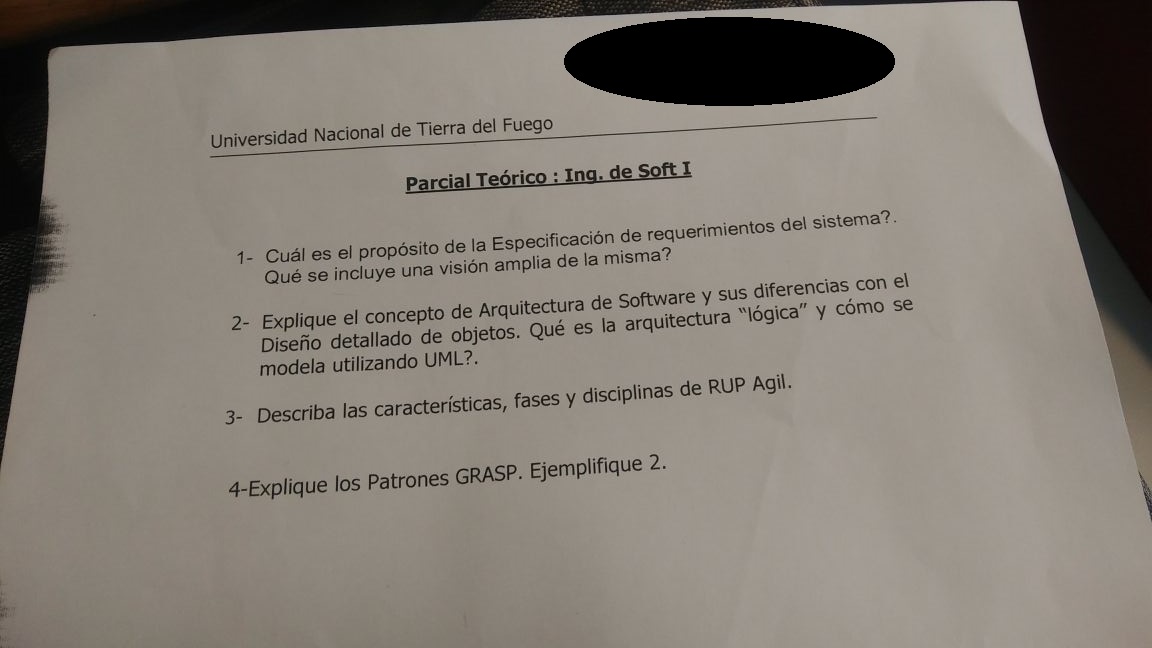 Universidad Nacional de Tierra del Fuego
Parcial Teórico : Ing. de Soft I
1- Cuál es el propósito de la Especificación de requerimientos del sistema?.
Qué se incluye una visión amplia de la misma?
2- Explique el concepto de Arquitectura de Software y sus diferencias con el
Diseño detallado de objetos. Qué es la arquitectura “lógica” y cómo se
modela utilizando UML?.
3- Describa las características, fases y disciplinas de RUP Agil.
4-Explique los Patrones GRASP. Ejemplifique 2.